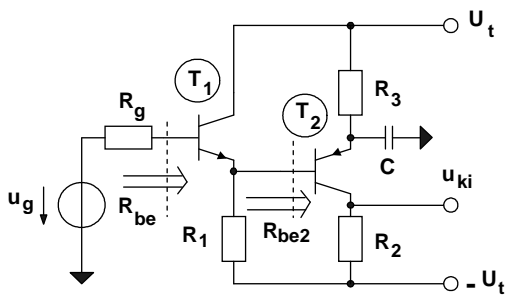 U_t
T_1
R_g
R_3
T_2
C
u_ki
u_g
R_be
R_1
R_be2
R_2
- U_t